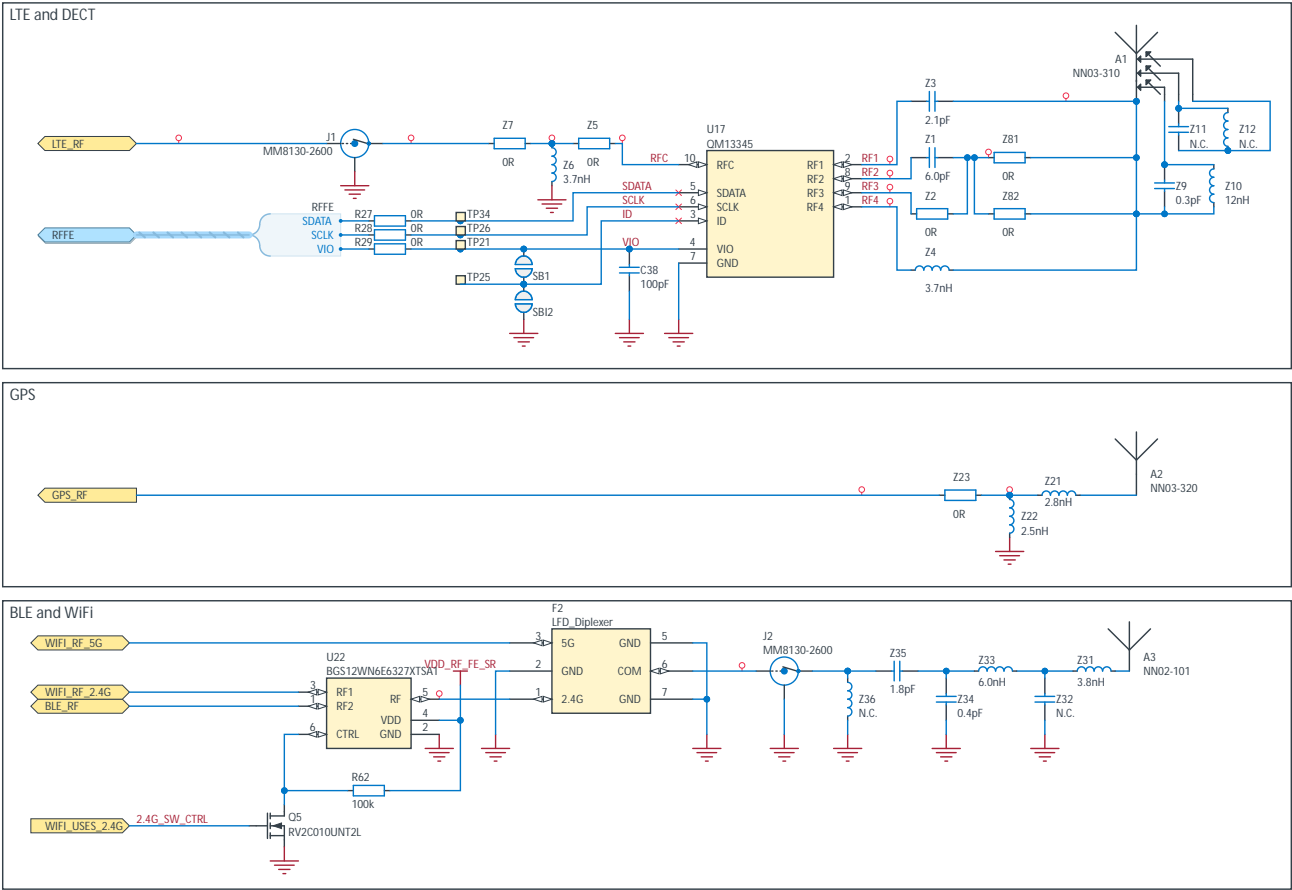 LTE and DECT
A1
NN03-310
Z3
2.1pF
LTE_RF
J1
MM8130-2600
Z7
0R
Z5
0R
Z6
3.7nH
U17
QM13345
RFC
10
RFC
RF1
2
RF1
Z1
6.0pF
Z81
0R
Z11
N.C.
Z12
N.C.
SDATA
5
SDATA
RF2
8
RF2
SCLK
6
SCLK
RF3
9
RF3
ID
3
ID
RF4
1
RF4
Z2
0R
Z82
0R
Z9
0.3pF
Z10
12nH
RFFE
RFFE
SDATA
R27
0R
TP34
SCLK
R28
0R
TP26
VIO
R29
0R
TP21
VIO
4
VIO
7
GND
Z4
3.7nH
TP25
SB1
SBI2
C38
100pF
GPS
GPS_RF
Z23
0R
Z21
2.8nH
Z22
2.5nH
A2
NN03-320
BLE and WiFi
WIFI_RF_5G
F2
LFD_Diplexer
3
5G
GND
5
2
GND
COM
6
1
2.4G
GND
7
U22
BGS12WN6E6327XTSA1
VDD_RF_FE_SR
WIFI_RF_2.4G
3
RF1
RF
5
BLE_RF
1
RF2
VDD
4
GND
2
6
CTRL
J2
MM8130-2600
Z36
N.C.
Z35
1.8pF
Z34
0.4pF
Z33
6.0nH
Z32
N.C.
Z31
3.8nH
A3
NN02-101
R62
100k
WIFI_USES_2.4G
2.4G_SW_CTRL
Q5
RV2C010UNT2L